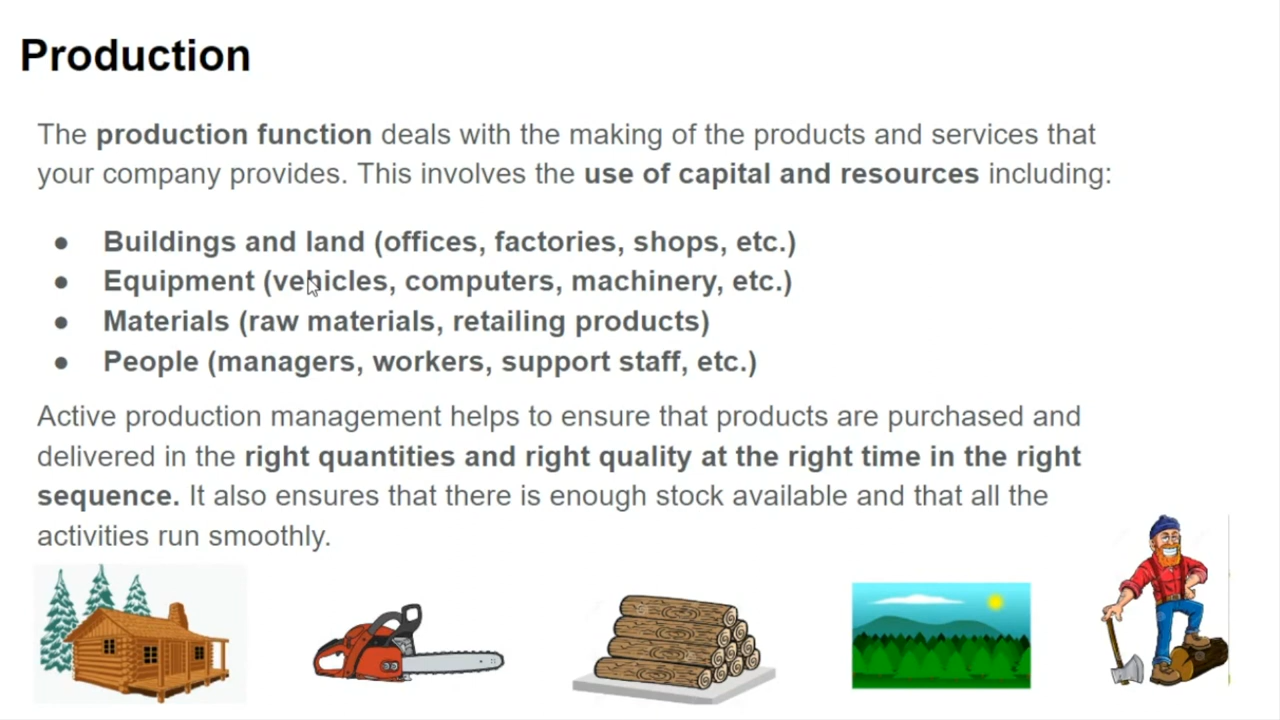 Production
The production function deals with the making of the products and services that
your company provides. This involves the use of capital and resources including:
● Buildings and land (offices, factories, shops, etc.)
● Equipment (vehicles, computers, machinery, etc.)
● Materials (raw materials, retailing products)
● People (managers, workers, support staff, etc.)
Active production management helps to ensure that products are purchased and
delivered in the right quantities and right quality at the right time in the right
sequence. It also ensures that there is enough stock available and that all the
activities run smoothly.